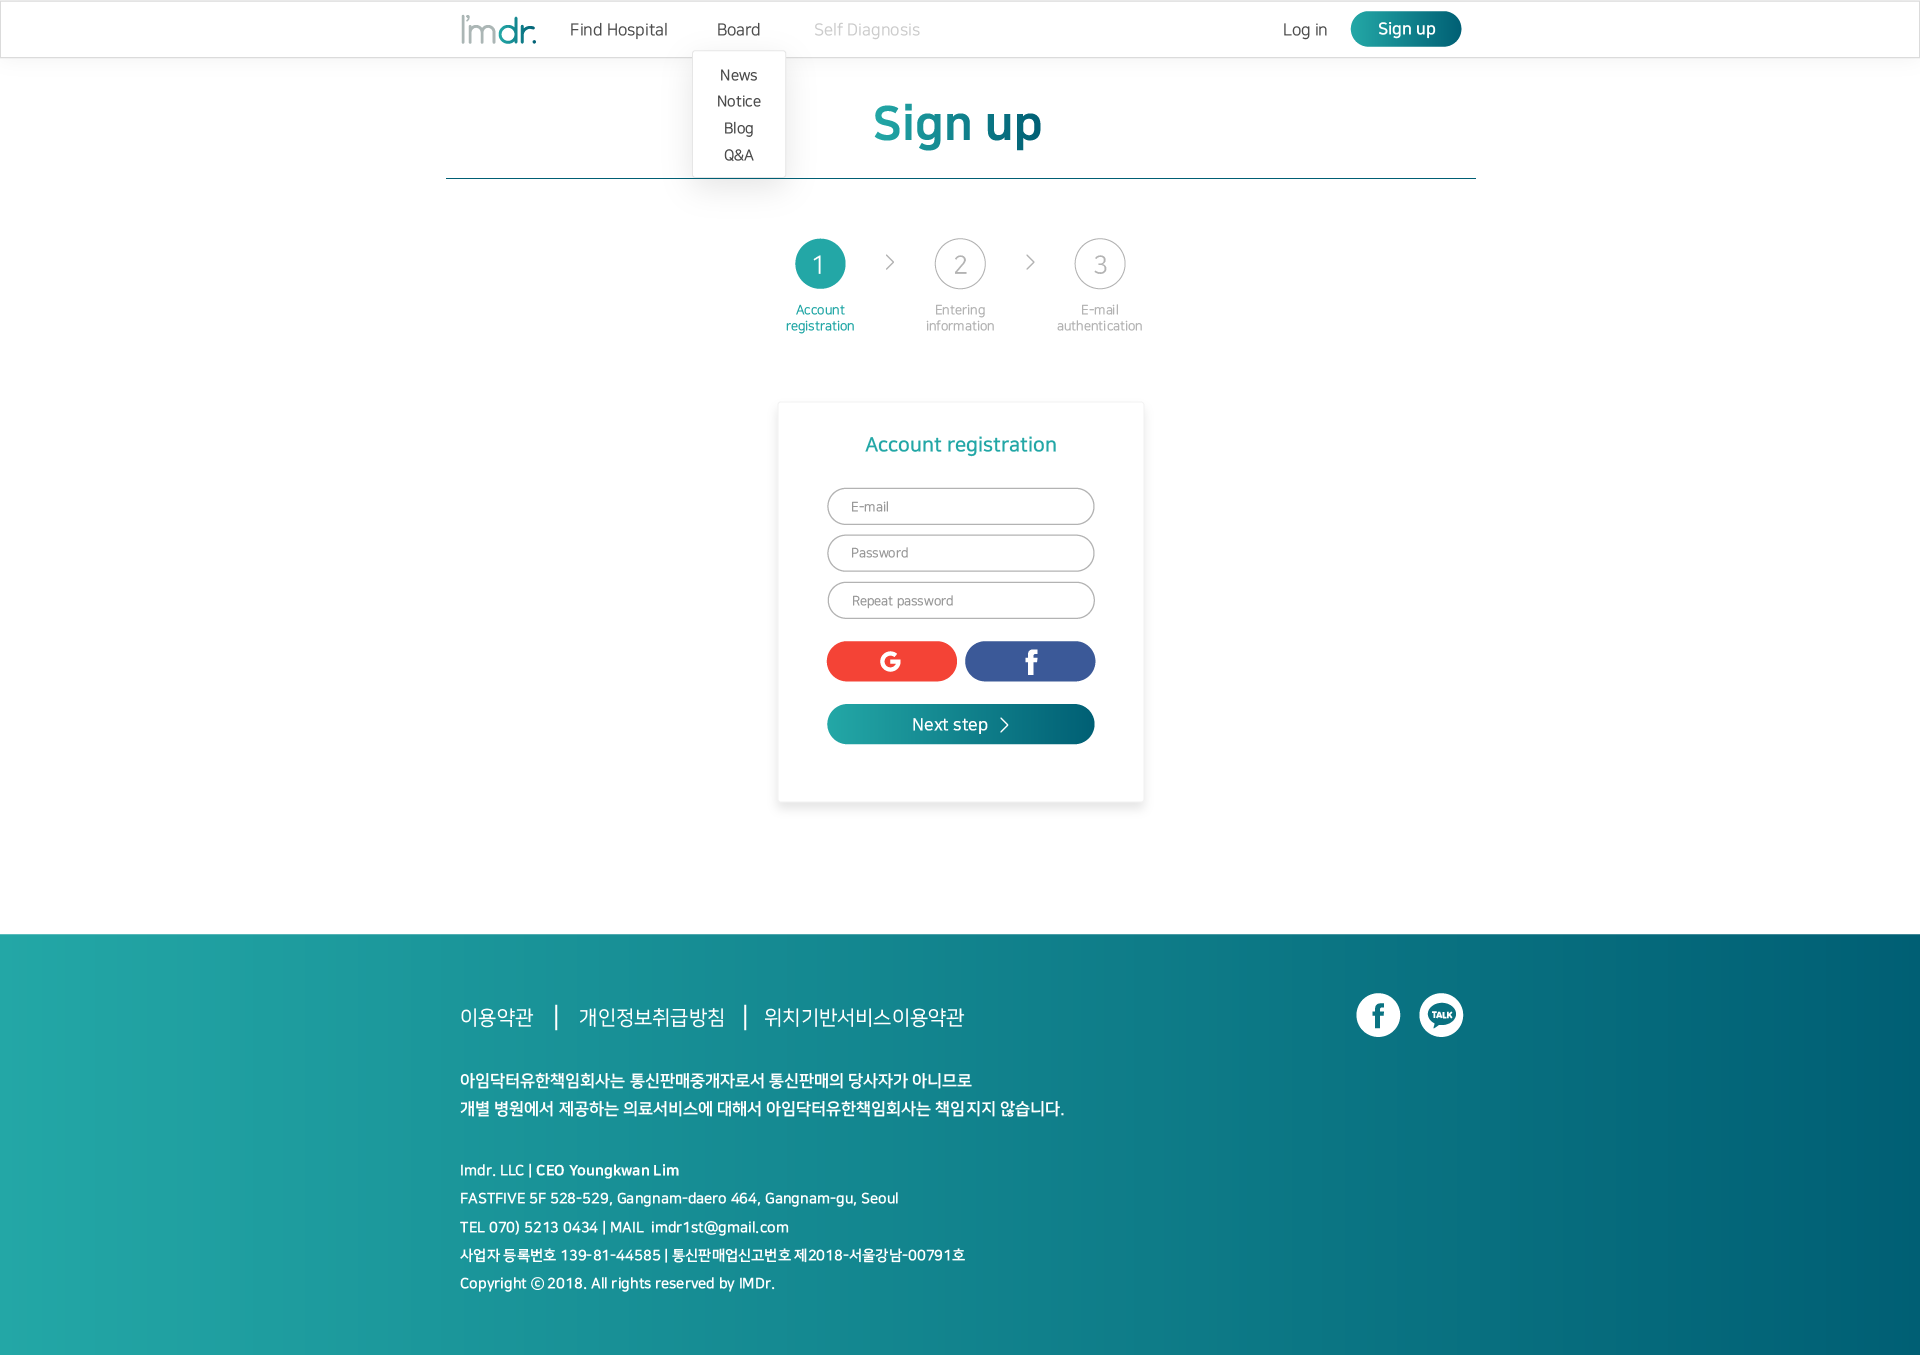 I'mdr.
Find Hospital
Board
Self Diagnosis
Log in
Sign up
News
Notice
Blog
Q&A
Sign up
1
2
3
Account
registration
Entering
information
E-mail
authentication
Account registration
E-mail
Password
Repeat password
G
f
Next step
이용약관 | 개인정보취급방침 | 위치기반서비스이용약관
f
TALK
아임닥터유한책임회사는 통신판매중개자로서 통신판매의 당사자가 아니므로
개별 병원에서 제공하는 의료서비스에 대해서 아임닥터유한책임회사는 책임지지 않습니다.
Imdr. LLC | CEO Youngkwan Lim
FASTFIVE 5F 528-529, Gangnam-daero 464, Gangnam-gu, Seoul
TEL 070) 5213 0434 | MAIL imdr1st@gmail.com
사업자 등록번호 139-81-44585 | 통신판매업신고번호 제2018-서울강남-00791호
Copyright ⓒ 2018. All rights reserved by IMDr.